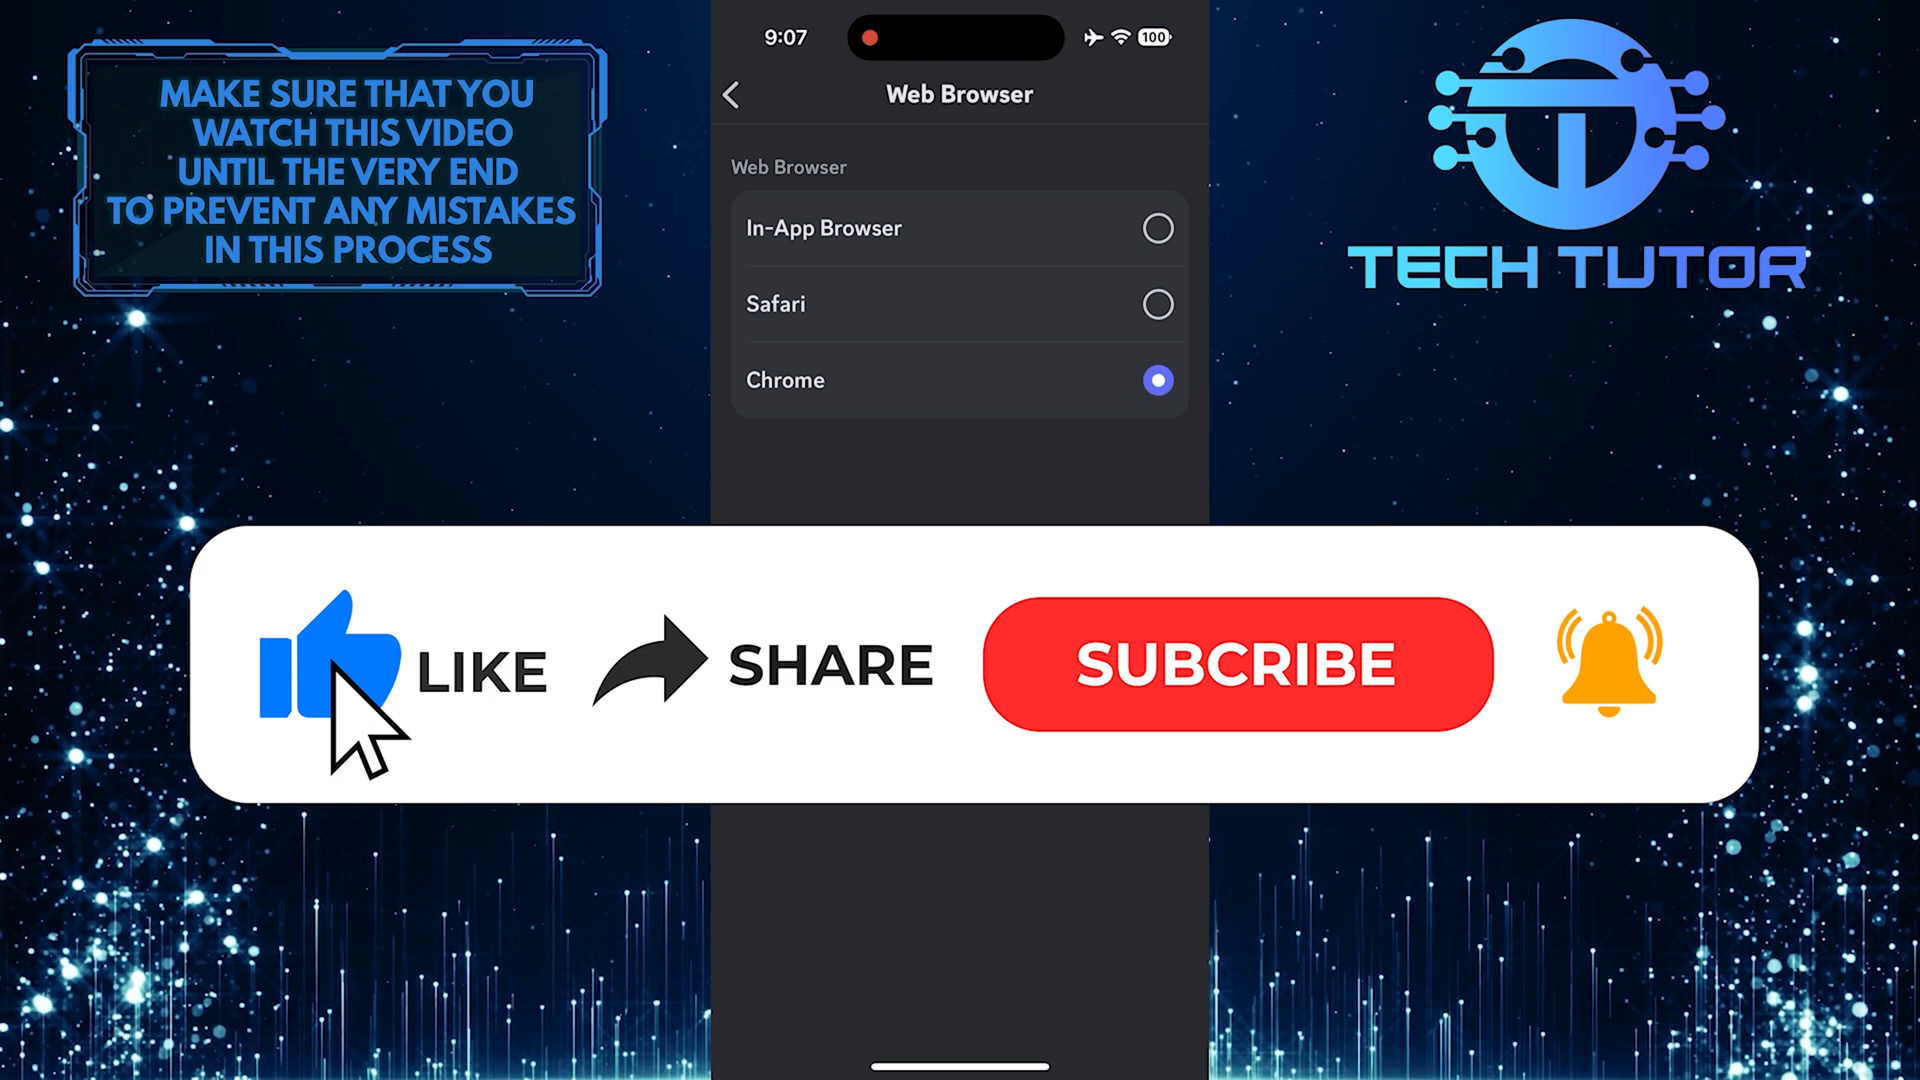 MAKE SURE THAT YOU
WATCH THIS VIDEO
UNTIL THE VERY END
TO PREVENT ANY MISTAKES
IN THIS PROCESS
9:07
100
Web Browser
Web Browser
In-App Browser
Safari
Chrome
TECH TUTOR
LIKE
SHARE
SUBCRIBE